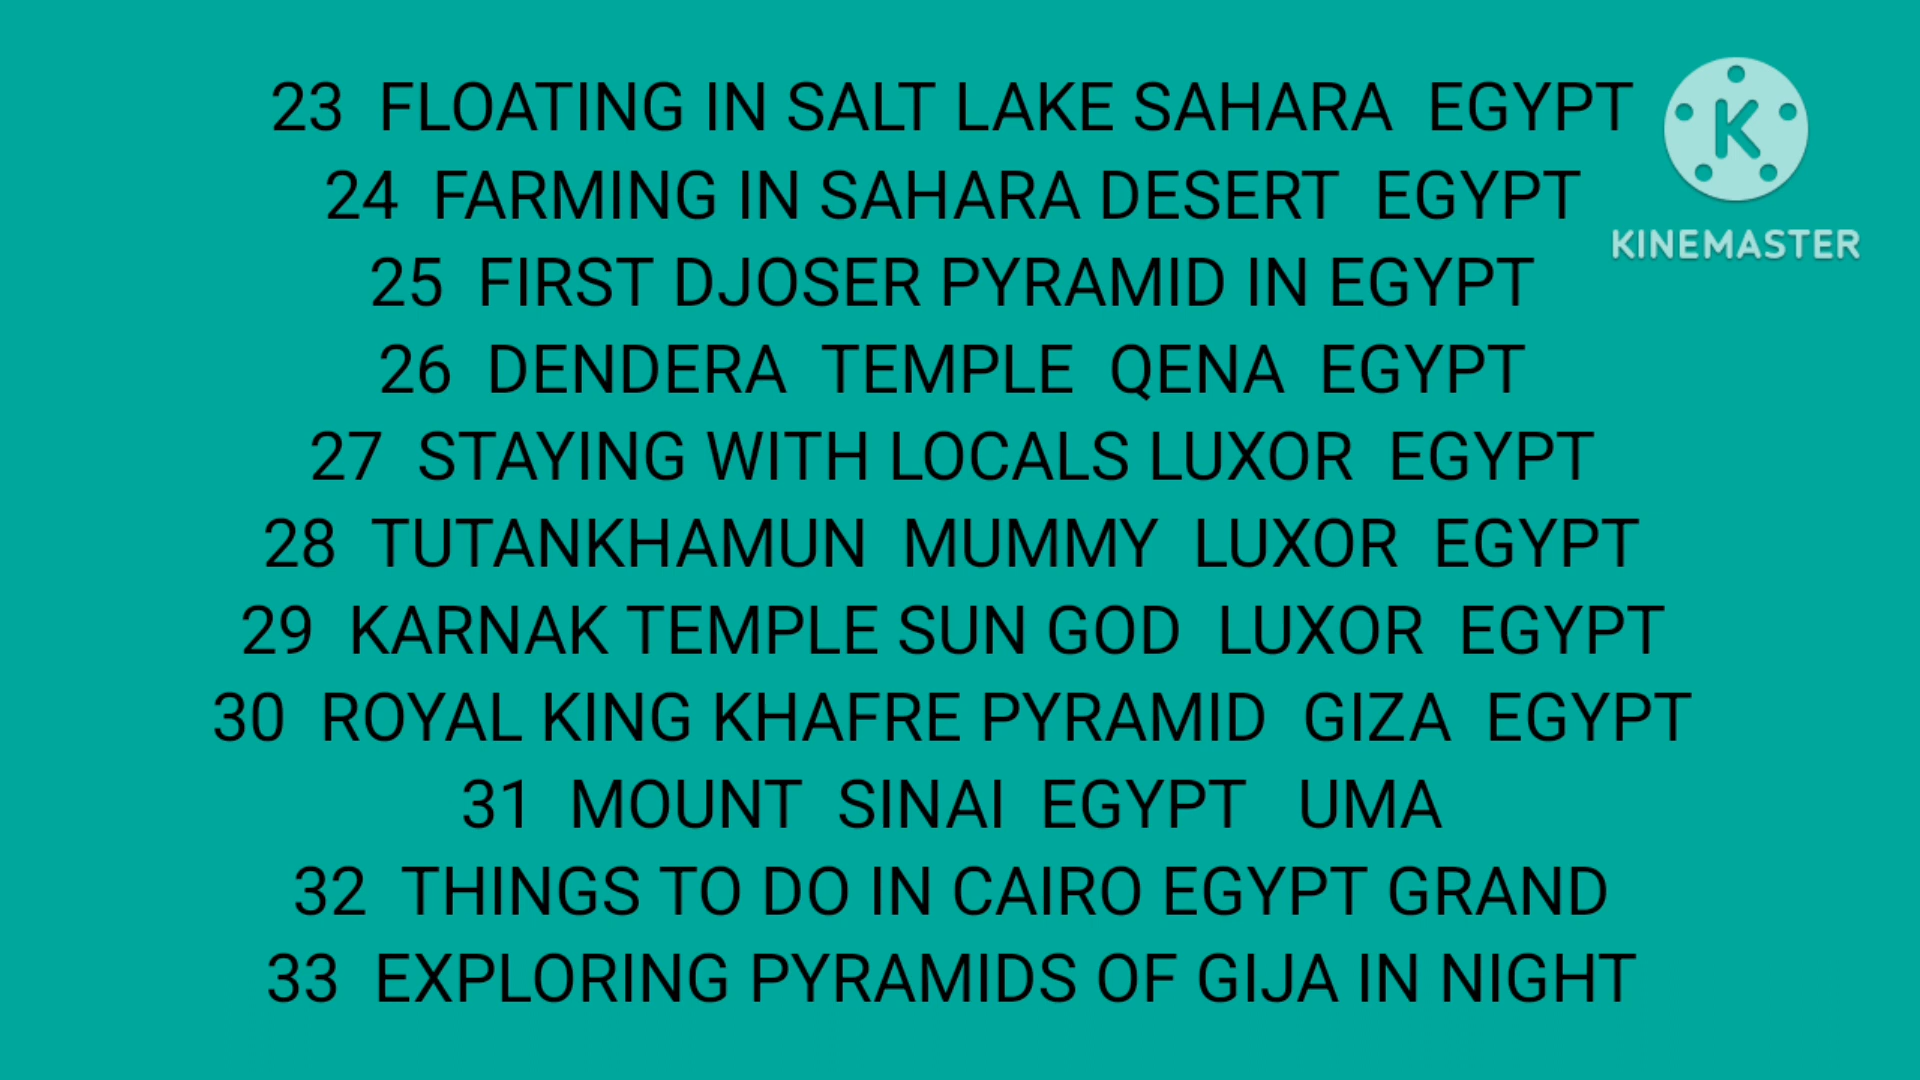 23 FLOATING IN SALT LAKE SAHARA EGYPT
24 FARMING IN SAHARA DESERT EGYPT
25 FIRST DJOSER PYRAMID IN EGYPT
26 DENDERA TEMPLE QENA EGYPT
27 STAYING WITH LOCALS LUXOR EGYPT
28 TUTANKHAMUN MUMMY LUXOR EGYPT
29 KARNAK TEMPLE SUN GOD LUXOR EGYPT
30 ROYAL KING KHAFRE PYRAMID GIZA EGYPT
31 MOUNT SINAI EGYPT UMA
32 THINGS TO DO IN CAIRO EGYPT GRAND
33 EXPLORING PYRAMIDS OF GIJA IN NIGHT
K
KINEMASTER